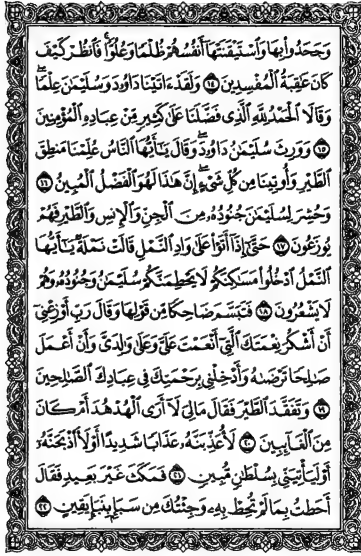 وَجَحَدُوا۟ بِهَا وَٱسْتَيْقَنَتْهَآ أَنفُسُهُمْ ظُلْمًا وَعُلُوًّا ۚ فَٱنظُرْ كَيْفَ
كَانَ عَٰقِبَةُ ٱلْمُفْسِدِينَ ١٤ وَلَقَدْ ءَاتَيْنَا دَاوُۥدَ وَسُلَيْمَٰنَ عِلْمًا ۖ
وَقَالَا ٱلْحَمْدُ لِلَّهِ ٱلَّذِى فَضَّلَنَا عَلَىٰ كَثِيرٍ مِّنْ عِبَادِهِ ٱلْمُؤْمِنِينَ
١٥ وَوَرِثَ سُلَيْمَٰنُ دَاوُۥدَ ۖ وَقَالَ يَٰٓأَيُّهَا ٱلنَّاسُ عُلِّمْنَا مَنطِقَ
ٱلطَّيْرِ وَأُوتِينَا مِن كُلِّ شَىْءٍ ۖ إِنَّ هَٰذَا لَهُوَ ٱلْفَضْلُ ٱلْمُبِينُ ١٦
وَحُشِرَ لِسُلَيْمَٰنَ جُنُودُهُۥ مِنَ ٱلْجِنِّ وَٱلْإِنسِ وَٱلطَّيْرِ فَهُمْ
يُوزَعُونَ ١٧ حَتَّىٰٓ إِذَآ أَتَوْا۟ عَلَىٰ وَادِ ٱلنَّمْلِ قَالَتْ نَمْلَةٌ يَٰٓأَيُّهَا
ٱلنَّمْلُ ٱدْخُلُوا۟ مَسَٰكِنَكُمْ لَا يَحْطِمَنَّكُمْ سُلَيْمَٰنُ وَجُنُودُهُۥ وَهُمْ
لَا يَشْعُرُونَ ١٨ فَتَبَسَّمَ ضَاحِكًا مِّن قَوْلِهَا وَقَالَ رَبِّ أَوْزِعْنِىٓ
أَنْ أَشْكُرَ نِعْمَتَكَ ٱلَّتِىٓ أَنْعَمْتَ عَلَىَّ وَعَلَىٰ وَٰلِدَىَّ وَأَنْ أَعْمَلَ
صَٰلِحًا تَرْضَىٰهُ وَأَدْخِلْنِى بِرَحْمَتِكَ فِى عِبَادِكَ ٱلصَّٰلِحِينَ
١٩ وَتَفَقَّدَ ٱلطَّيْرَ فَقَالَ مَالِىَ لَآ أَرَى ٱلْهُدْهُدَ أَمْ كَانَ
مِنَ ٱلْغَآئِبِينَ ٢٠ لَأُعَذِّبَنَّهُۥ عَذَابًا شَدِيدًا أَوْ لَأَا۟ذْبَحَنَّهُۥٓ
أَوْ لَيَأْتِيَنِّى بِسُلْطَٰنٍ مُّبِينٍ ٢١ فَمَكَثَ غَيْرَ بَعِيدٍ فَقَالَ
أَحَطتُ بِمَا لَمْ تُحِطْ بِهِۦ وَجِئْتُكَ مِن سَبَإٍۭ بِنَبَإٍ يَقِينٍ ٢٢